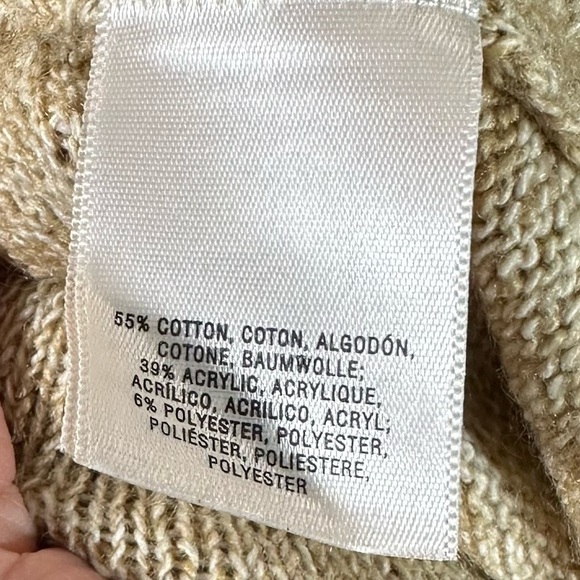 55% COTTON, COTON, ALGODÓN,
COTONE, BAUMWOLLE;
39% ACRYLIC, ACRYLIQUE,
ACRÍLICO, ACRILICO, ACRYL;
6% POLYESTER, POLYESTER,
POLIÉSTER, POLIESTERE,
POLYESTER